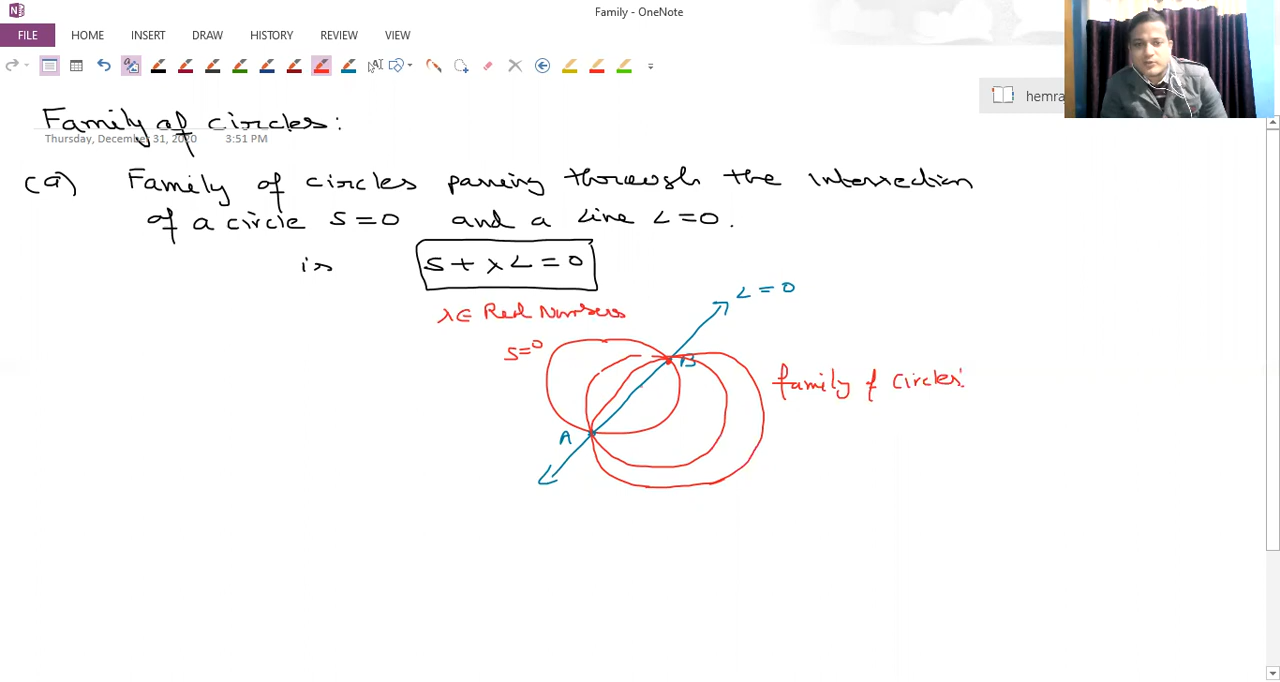 Family - OneNote
FILE HOME INSERT DRAW HISTORY REVIEW VIEW
hemra
Family of circles:
Thursday, December 31, 2020 3:51 PM
(a) Family of circles passing through the intersection
of a circle S=0 and a Line L=0.
is S+λL=0
λ∈ Real Numbers
L=0
S=0
B
family of circles
A